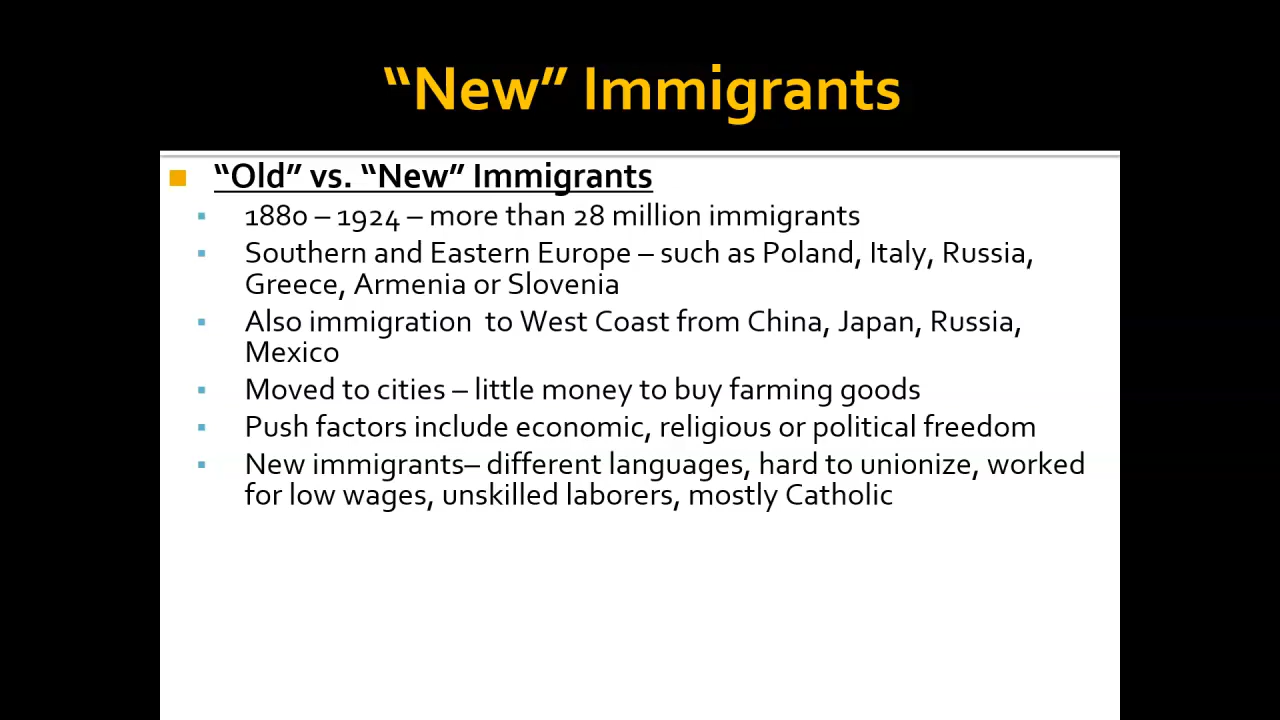 “New” Immigrants
“Old” vs. “New” Immigrants
1880 – 1924 – more than 28 million immigrants
Southern and Eastern Europe – such as Poland, Italy, Russia,
Greece, Armenia or Slovenia
Also immigration  to West Coast from China, Japan, Russia,
Mexico
Moved to cities – little money to buy farming goods
Push factors include economic, religious or political freedom
New immigrants– different languages, hard to unionize, worked
for low wages, unskilled laborers, mostly Catholic